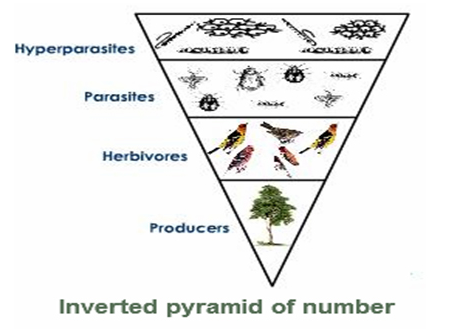 Hyperparasites
Parasites
Herbivores
Producers
Inverted pyramid of number